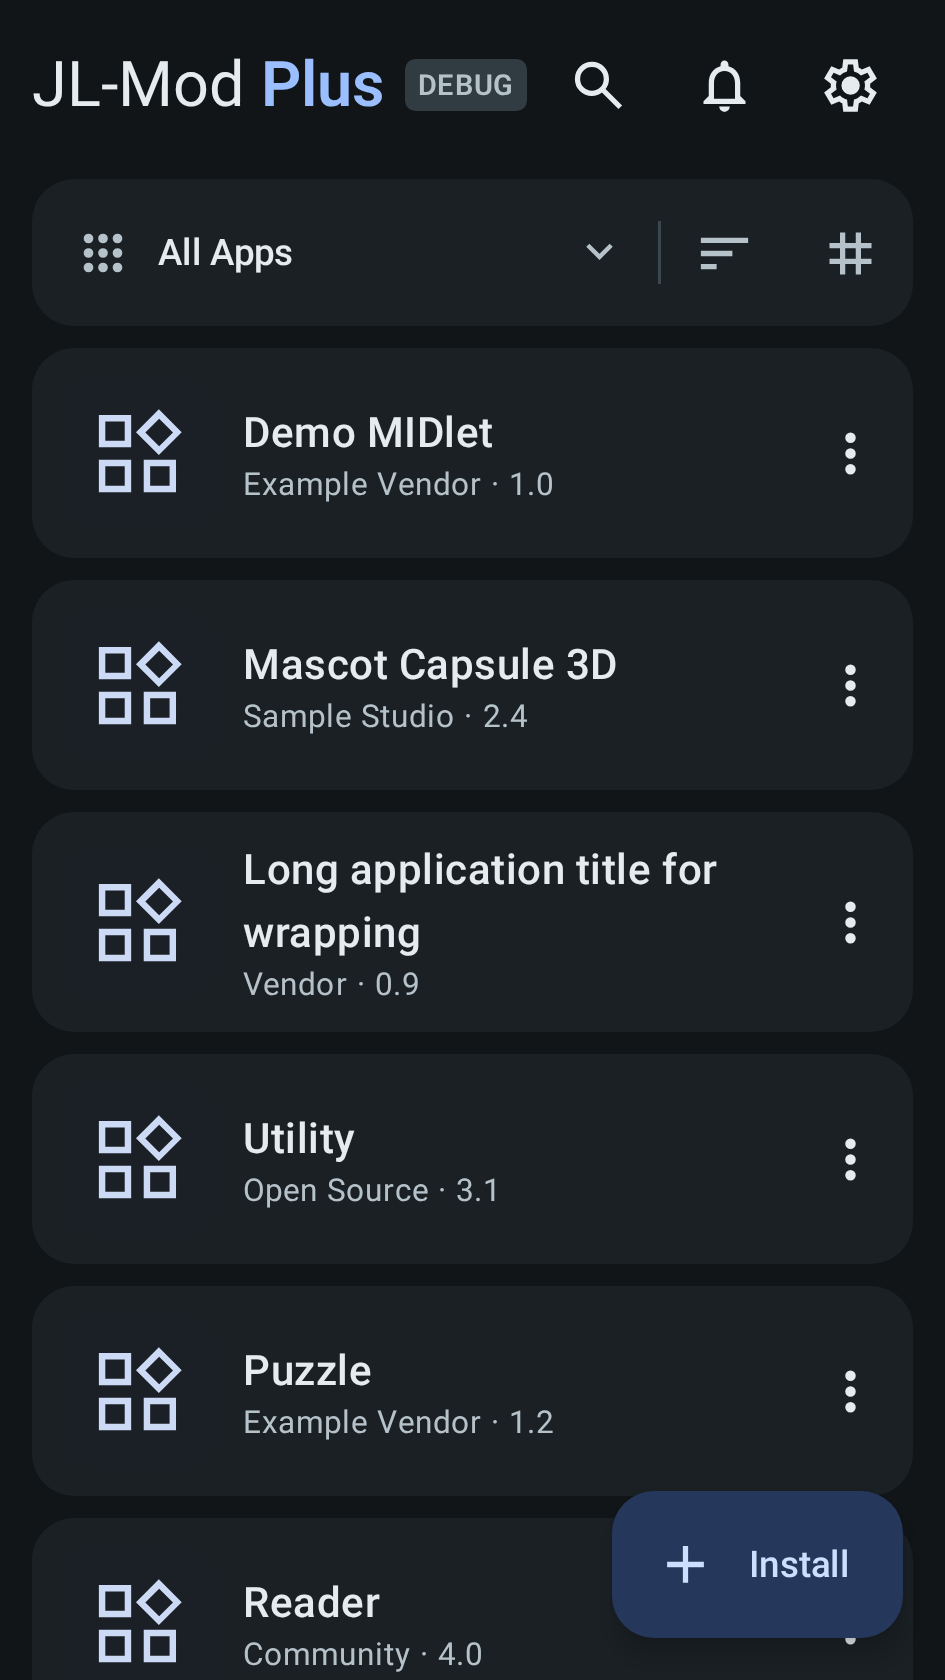 JL-Mod Plus DEBUG
All Apps
Demo MIDlet
Example Vendor · 1.0
Mascot Capsule 3D
Sample Studio · 2.4
Long application title for
wrapping
Vendor · 0.9
Utility
Open Source · 3.1
Puzzle
Example Vendor · 1.2
Install
Reader
Community · 4.0